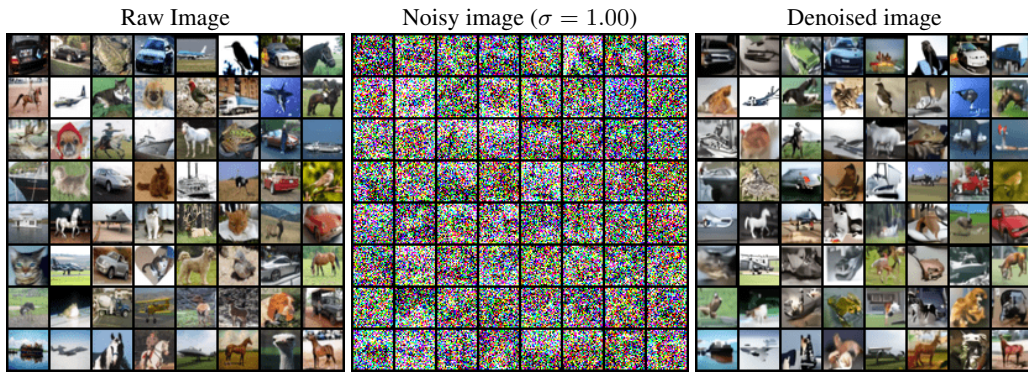 Raw Image
Noisy image (σ = 1.00)
Denoised image